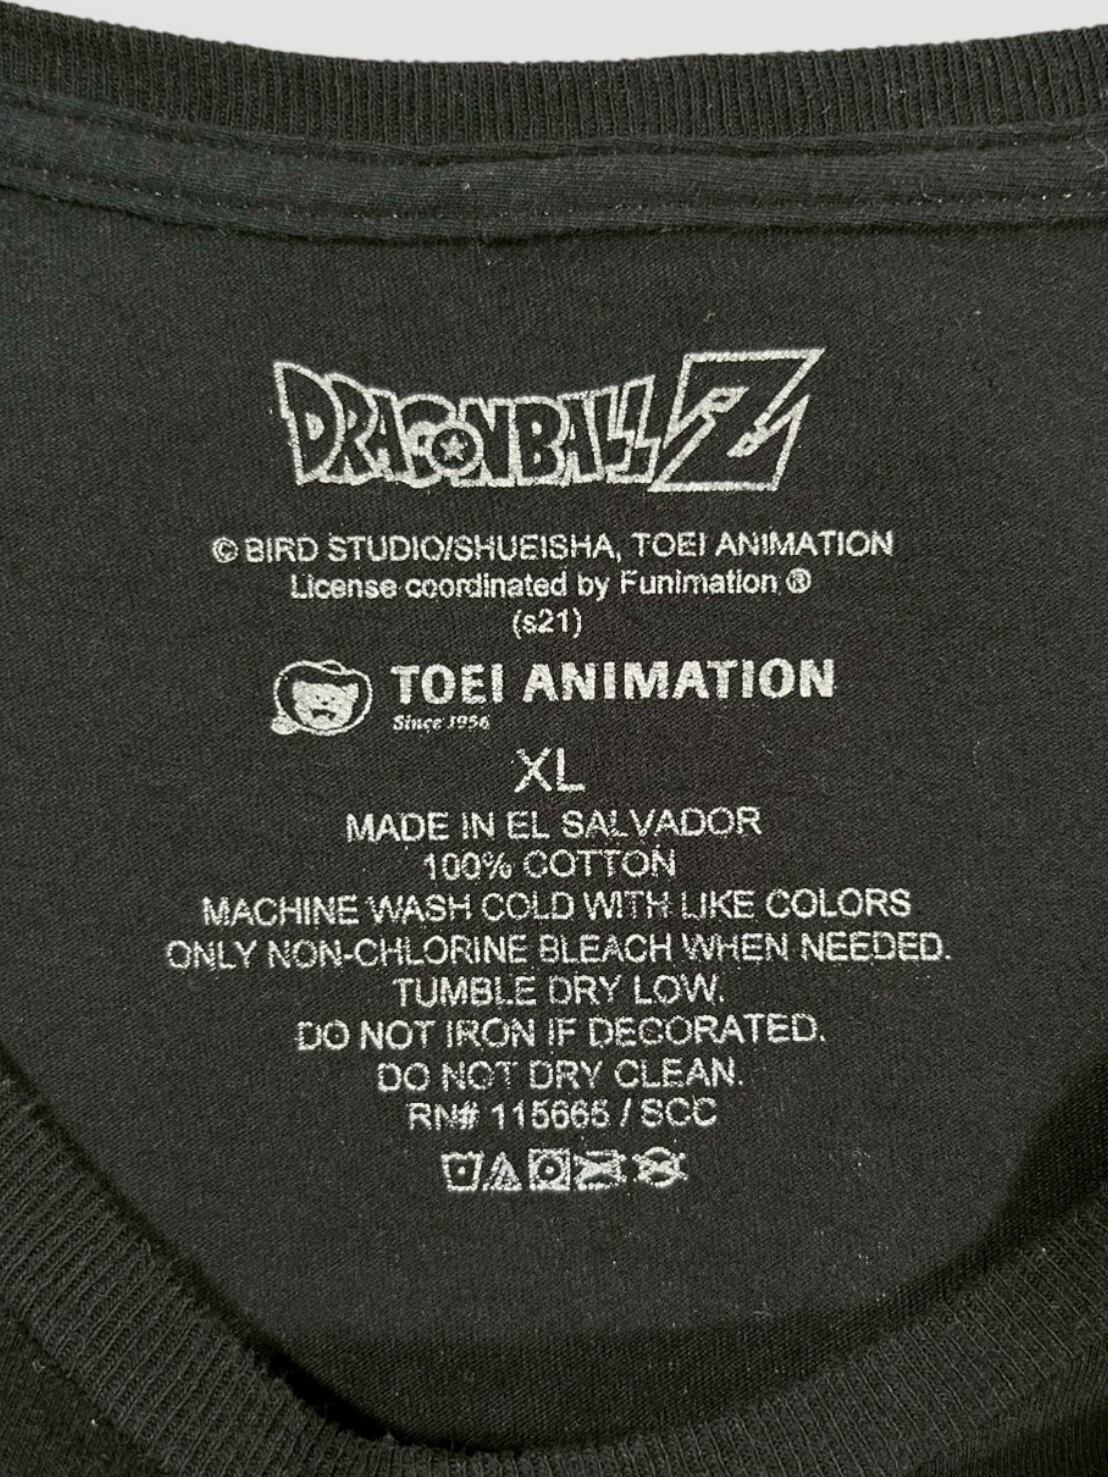 DRAGONBALL Z
© BIRD STUDIO/SHUEISHA, TOEI ANIMATION
License coordinated by Funimation ®
(s21)
TOEI ANIMATION
Since 1956
XL
MADE IN EL SALVADOR
100% COTTON
MACHINE WASH COLD WITH LIKE COLORS
ONLY NON-CHLORINE BLEACH WHEN NEEDED.
TUMBLE DRY LOW.
DO NOT IRON IF DECORATED.
DO NOT DRY CLEAN.
RN# 115665 / SCC